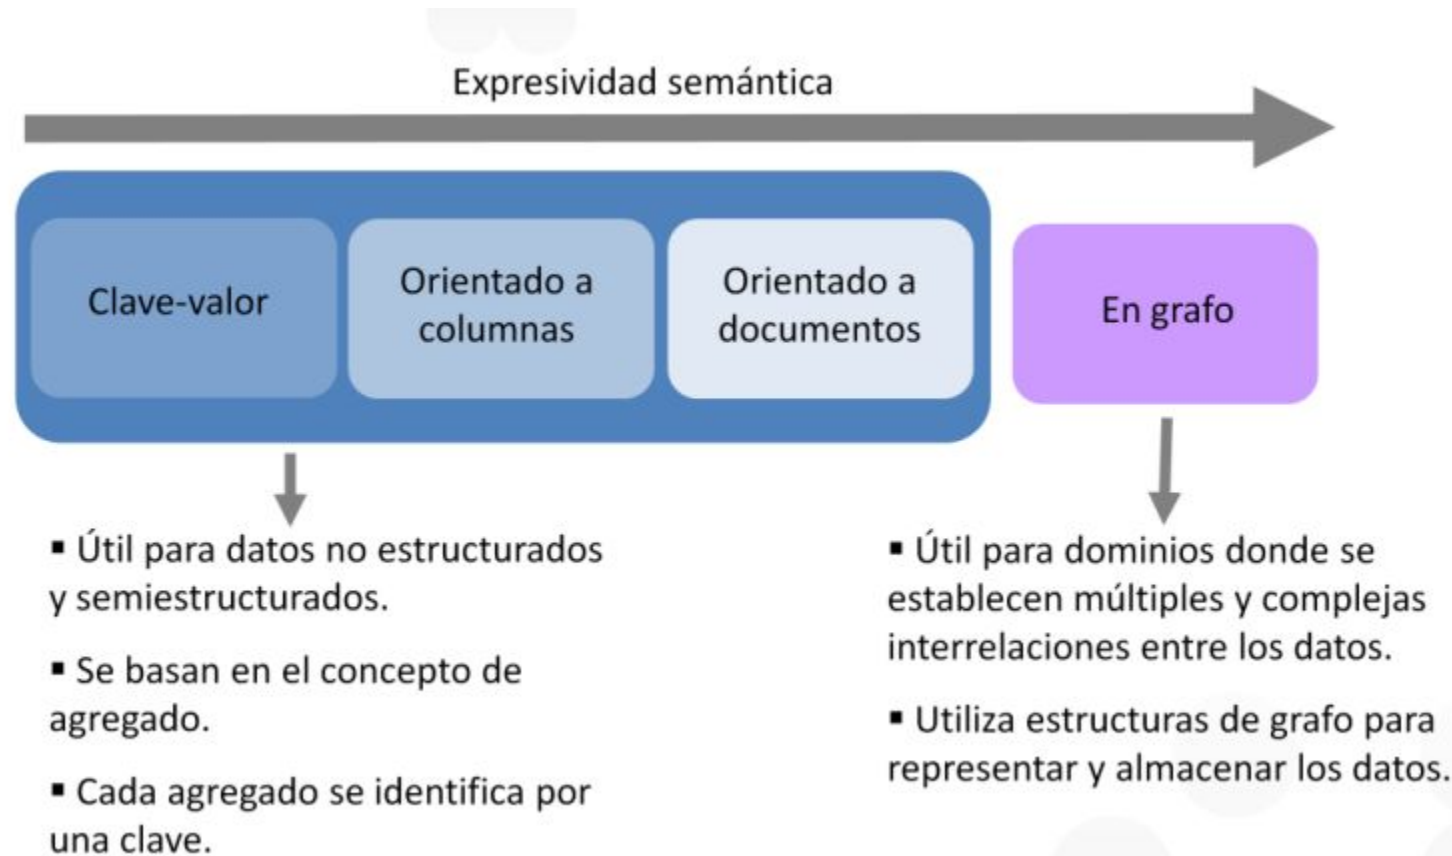 Expresividad semántica
Clave-valor
Orientado a
columnas
Orientado a
documentos
En grafo
▪ Útil para datos no estructurados
y semiestructurados.
▪ Se basan en el concepto de
agregado.
▪ Cada agregado se identifica por
una clave.
▪ Útil para dominios donde se
establecen múltiples y complejas
interrelaciones entre los datos.
▪ Utiliza estructuras de grafo para
representar y almacenar los datos.